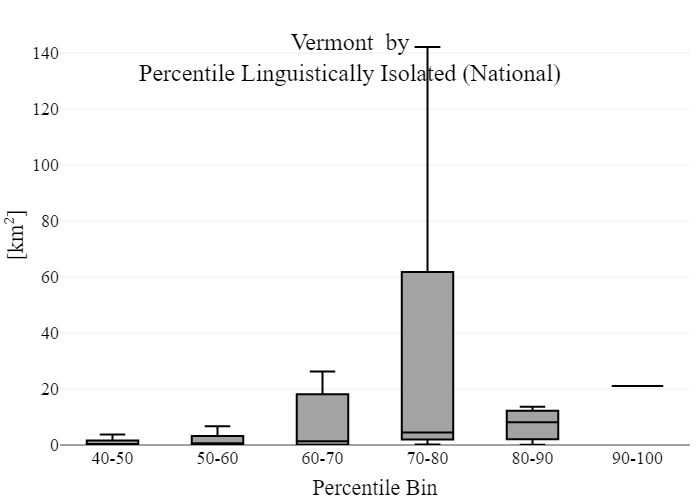 Vermont  by
Percentile Linguistically Isolated (National)
140
120
100
80
60
40
20
0
[km²]
40-50 50-60 60-70 70-80 80-90 90-100
Percentile Bin